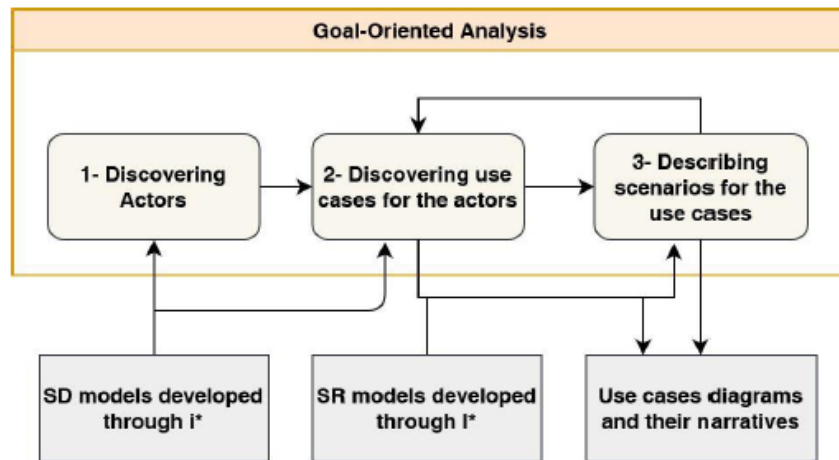 Goal-Oriented Analysis
1- Discovering
Actors
2- Discovering use
cases for the actors
3- Describing
scenarios for the
use cases
SD models developed
through i*
SR models developed
through I*
Use cases diagrams
and their narratives